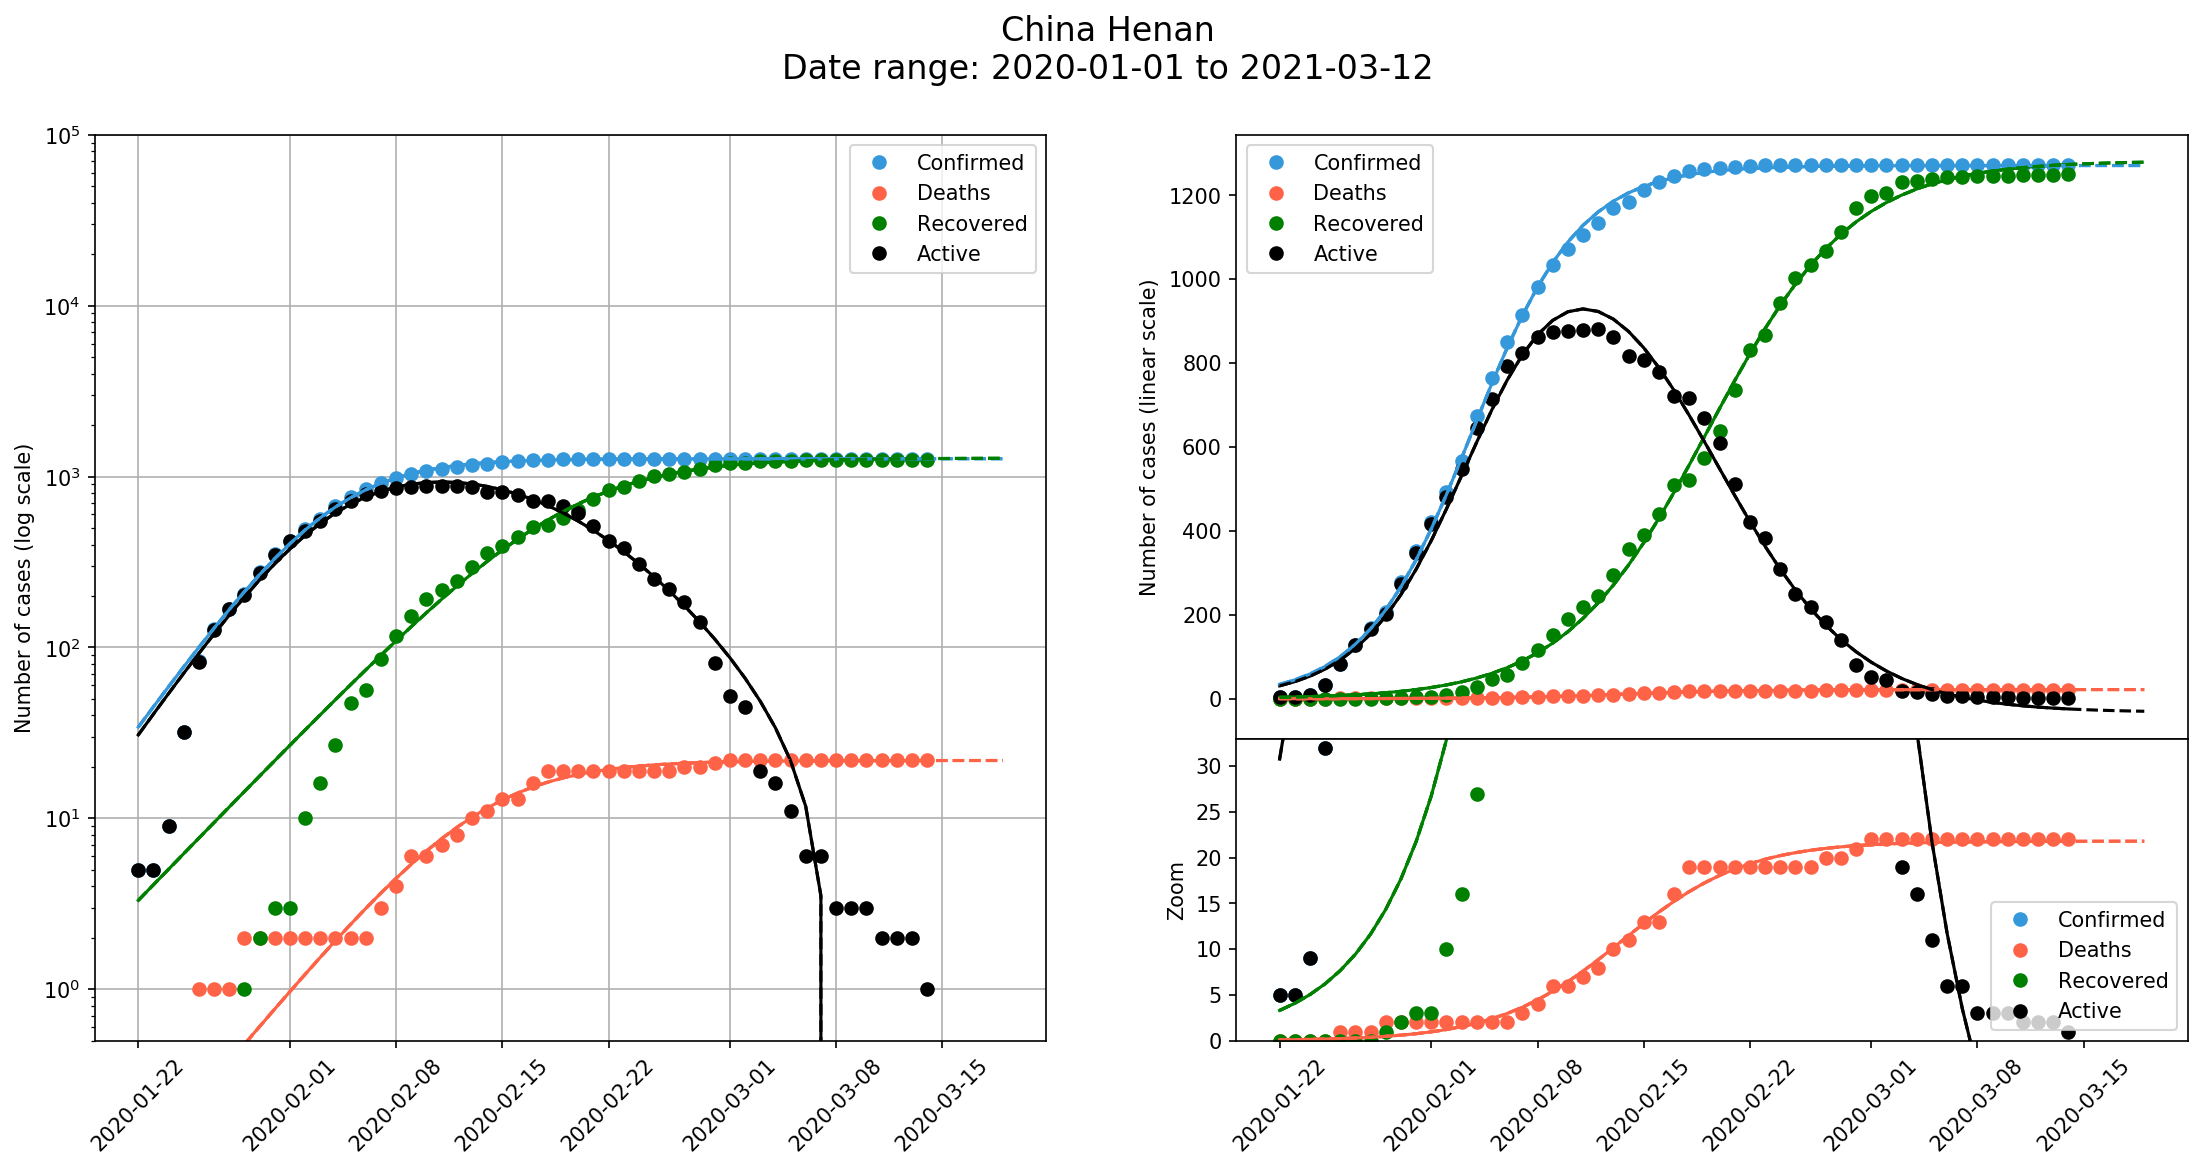 China Henan
Date range: 2020-01-01 to 2021-03-12
Number of cases (log scale)
10^5
10^4
10^3
10^2
10^1
10^0
Confirmed
Deaths
Recovered
Active
2020-01-22
2020-02-01
2020-02-08
2020-02-15
2020-02-22
2020-03-01
2020-03-08
2020-03-15
Number of cases (linear scale)
1200
1000
800
600
400
200
0
Confirmed
Deaths
Recovered
Active
Zoom
30
25
20
15
10
5
0
Confirmed
Deaths
Recovered
Active
2020-01-22
2020-02-01
2020-02-08
2020-02-15
2020-02-22
2020-03-01
2020-03-08
2020-03-15